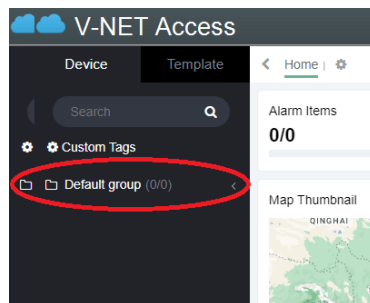 V-NET Access
Device Template
Home |
Search
Custom Tags
Default group (0/0)
Alarm Items
0/0
Map Thumbnail
QINGHAI